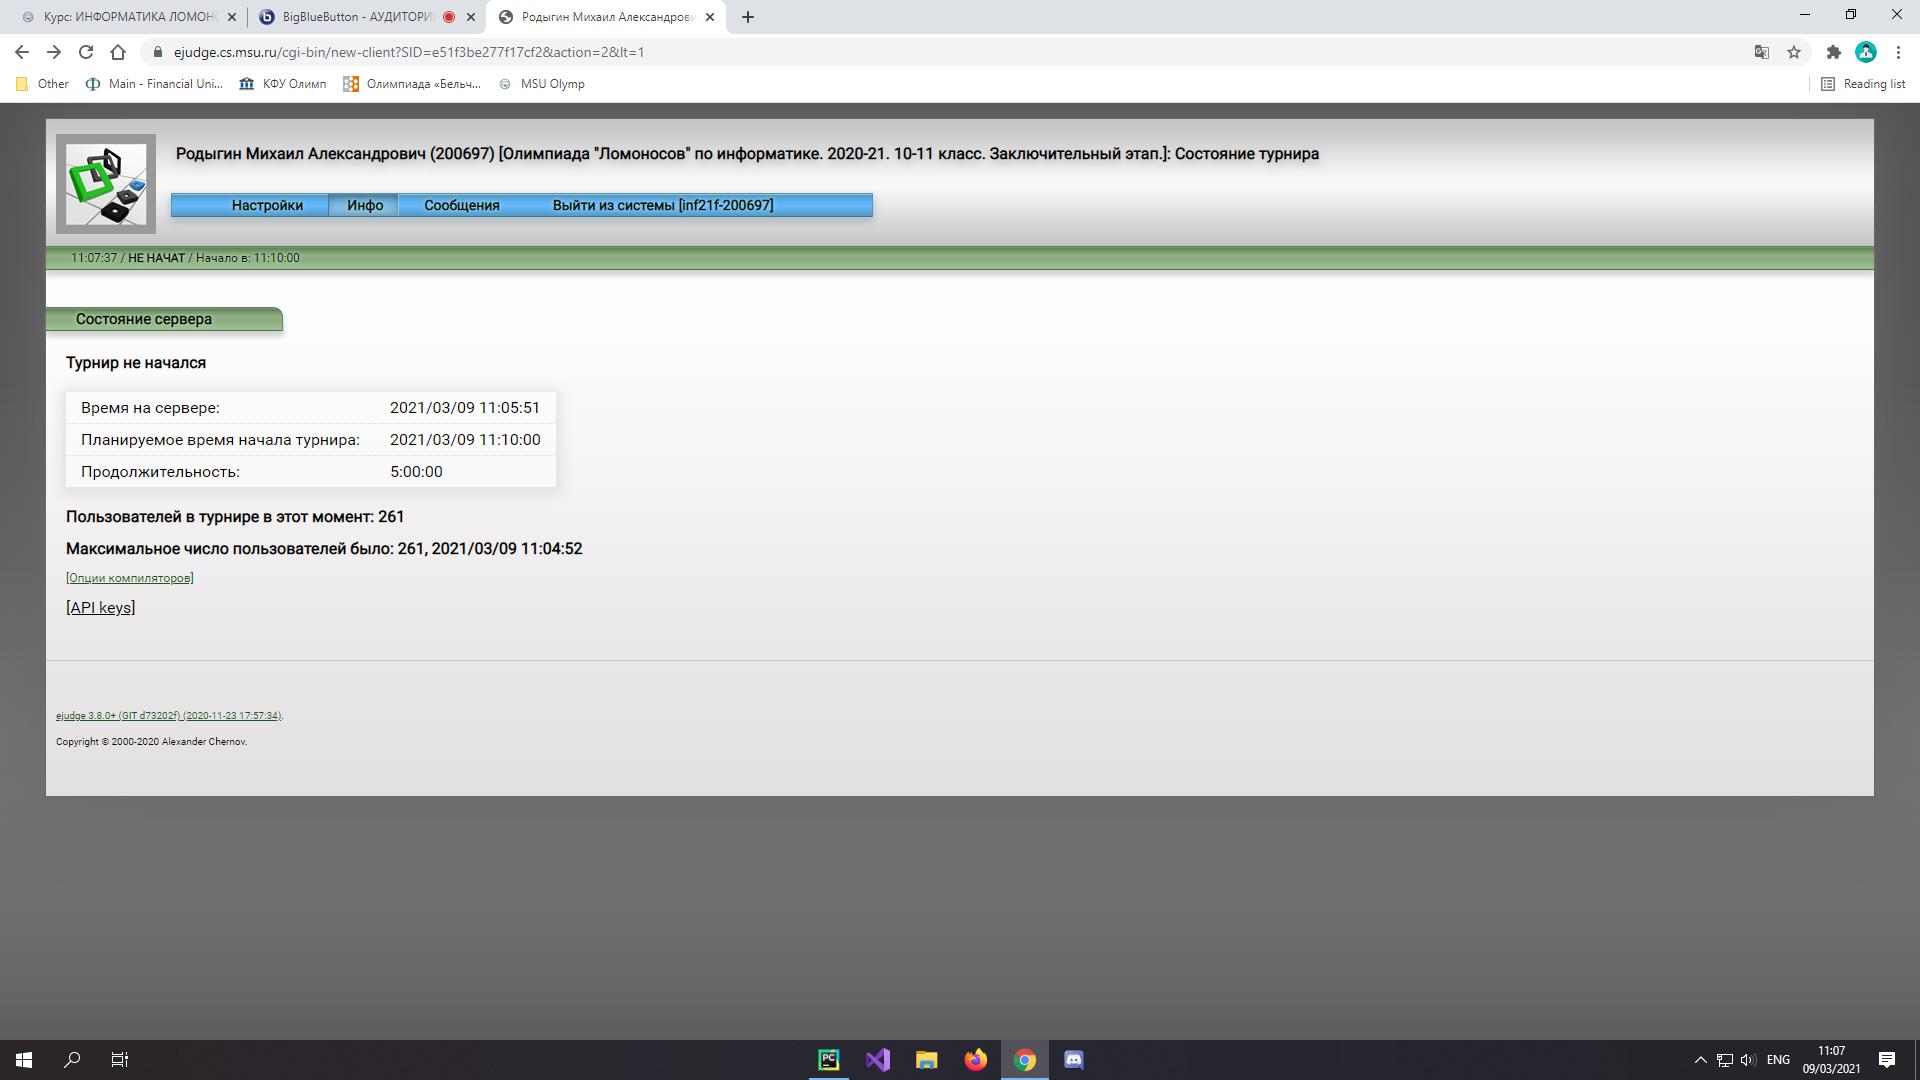 Курс: ИНФОРМАТИКА ЛОМОНО
BigBlueButton - АУДИТОРИ
Родыгин Михаил Александрови
ejudge.cs.msu.ru/cgi-bin/new-client?SID=e51f3be277f17cf2&action=2&lt=1
Other
Main - Financial Uni...
КФУ Олимп
Олимпиада «Бельч...
MSU Olymp
Reading list
Родыгин Михаил Александрович (200697) [Олимпиада "Ломоносов" по информатике. 2020-21. 10-11 класс. Заключительный этап.]: Состояние турнира
Настройки Инфо Сообщения Выйти из системы [inf21f-200697]
11:07:37 / НЕ НАЧАТ / Начало в: 11:10:00
Состояние сервера
Турнир не начался
Время на сервере: 2021/03/09 11:05:51
Планируемое время начала турнира: 2021/03/09 11:10:00
Продолжительность: 5:00:00
Пользователей в турнире в этот момент: 261
Максимальное число пользователей было: 261, 2021/03/09 11:04:52
[Опции компиляторов]
[API keys]
ejudge 3.8.0+ (GIT d73202f) (2020-11-23 17:57:34).
Copyright © 2000-2020 Alexander Chernov.
PC
ENG
11:07
09/03/2021